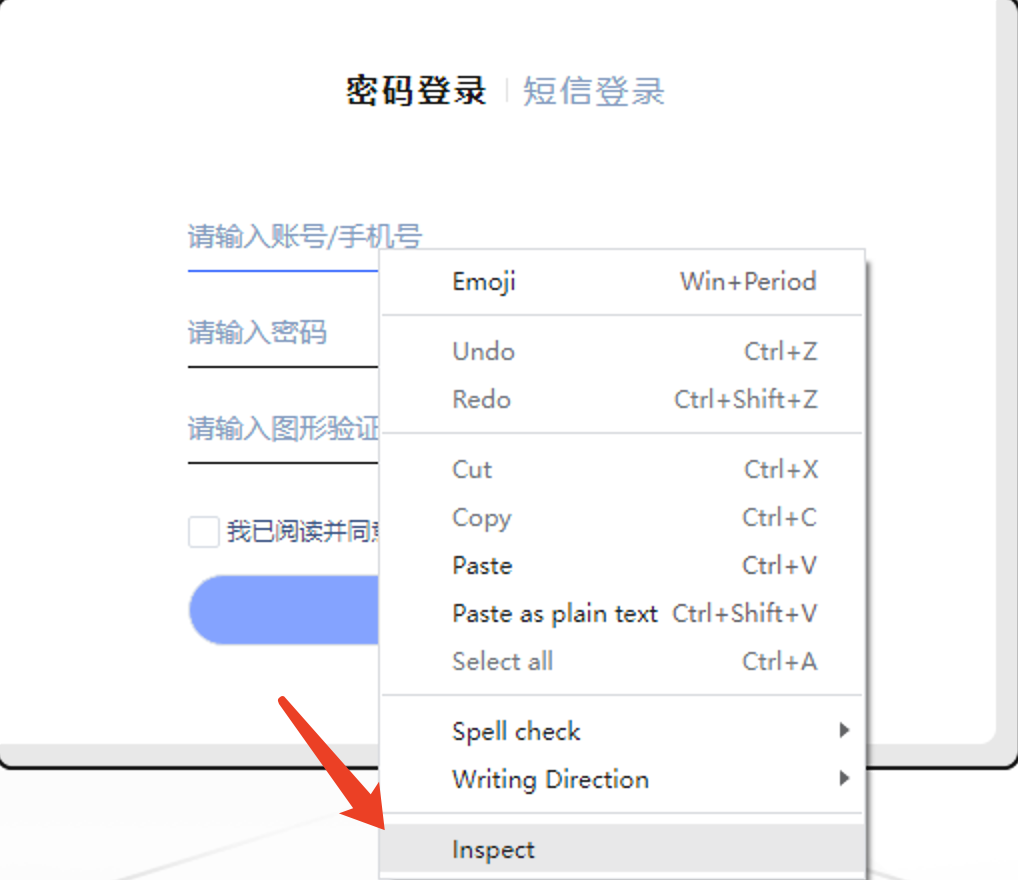 密码登录 短信登录
请输入账号/手机号
请输入密码
请输入图形验证
我已阅读并同
Emoji Win+Period
Undo Ctrl+Z
Redo Ctrl+Shift+Z
Cut Ctrl+X
Copy Ctrl+C
Paste Ctrl+V
Paste as plain text Ctrl+Shift+V
Select all Ctrl+A
Spell check
Writing Direction
Inspect